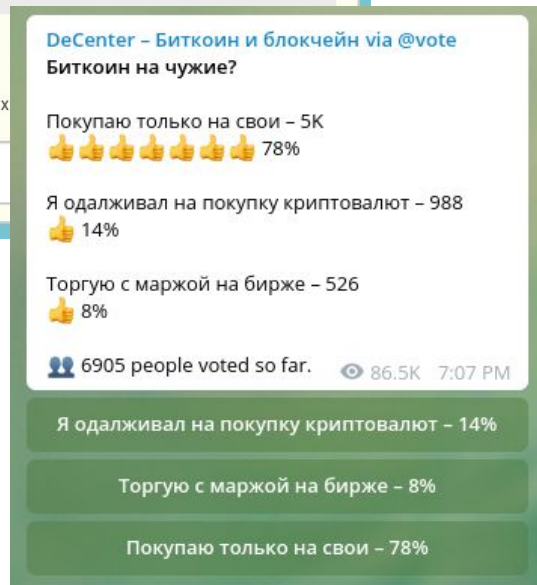 DeCenter – Биткоин и блокчейн via @vote
Биткоин на чужие?
х
Покупаю только на свои – 5K
👍👍👍👍👍👍👍 78%
Я одалживал на покупку криптовалют – 988
👍 14%
Торгую с маржой на бирже – 526
👍 8%
👥 6905 people voted so far. 86.5K 7:07 PM
Я одалживал на покупку криптовалют – 14%
Торгую с маржой на бирже – 8%
Покупаю только на свои – 78%